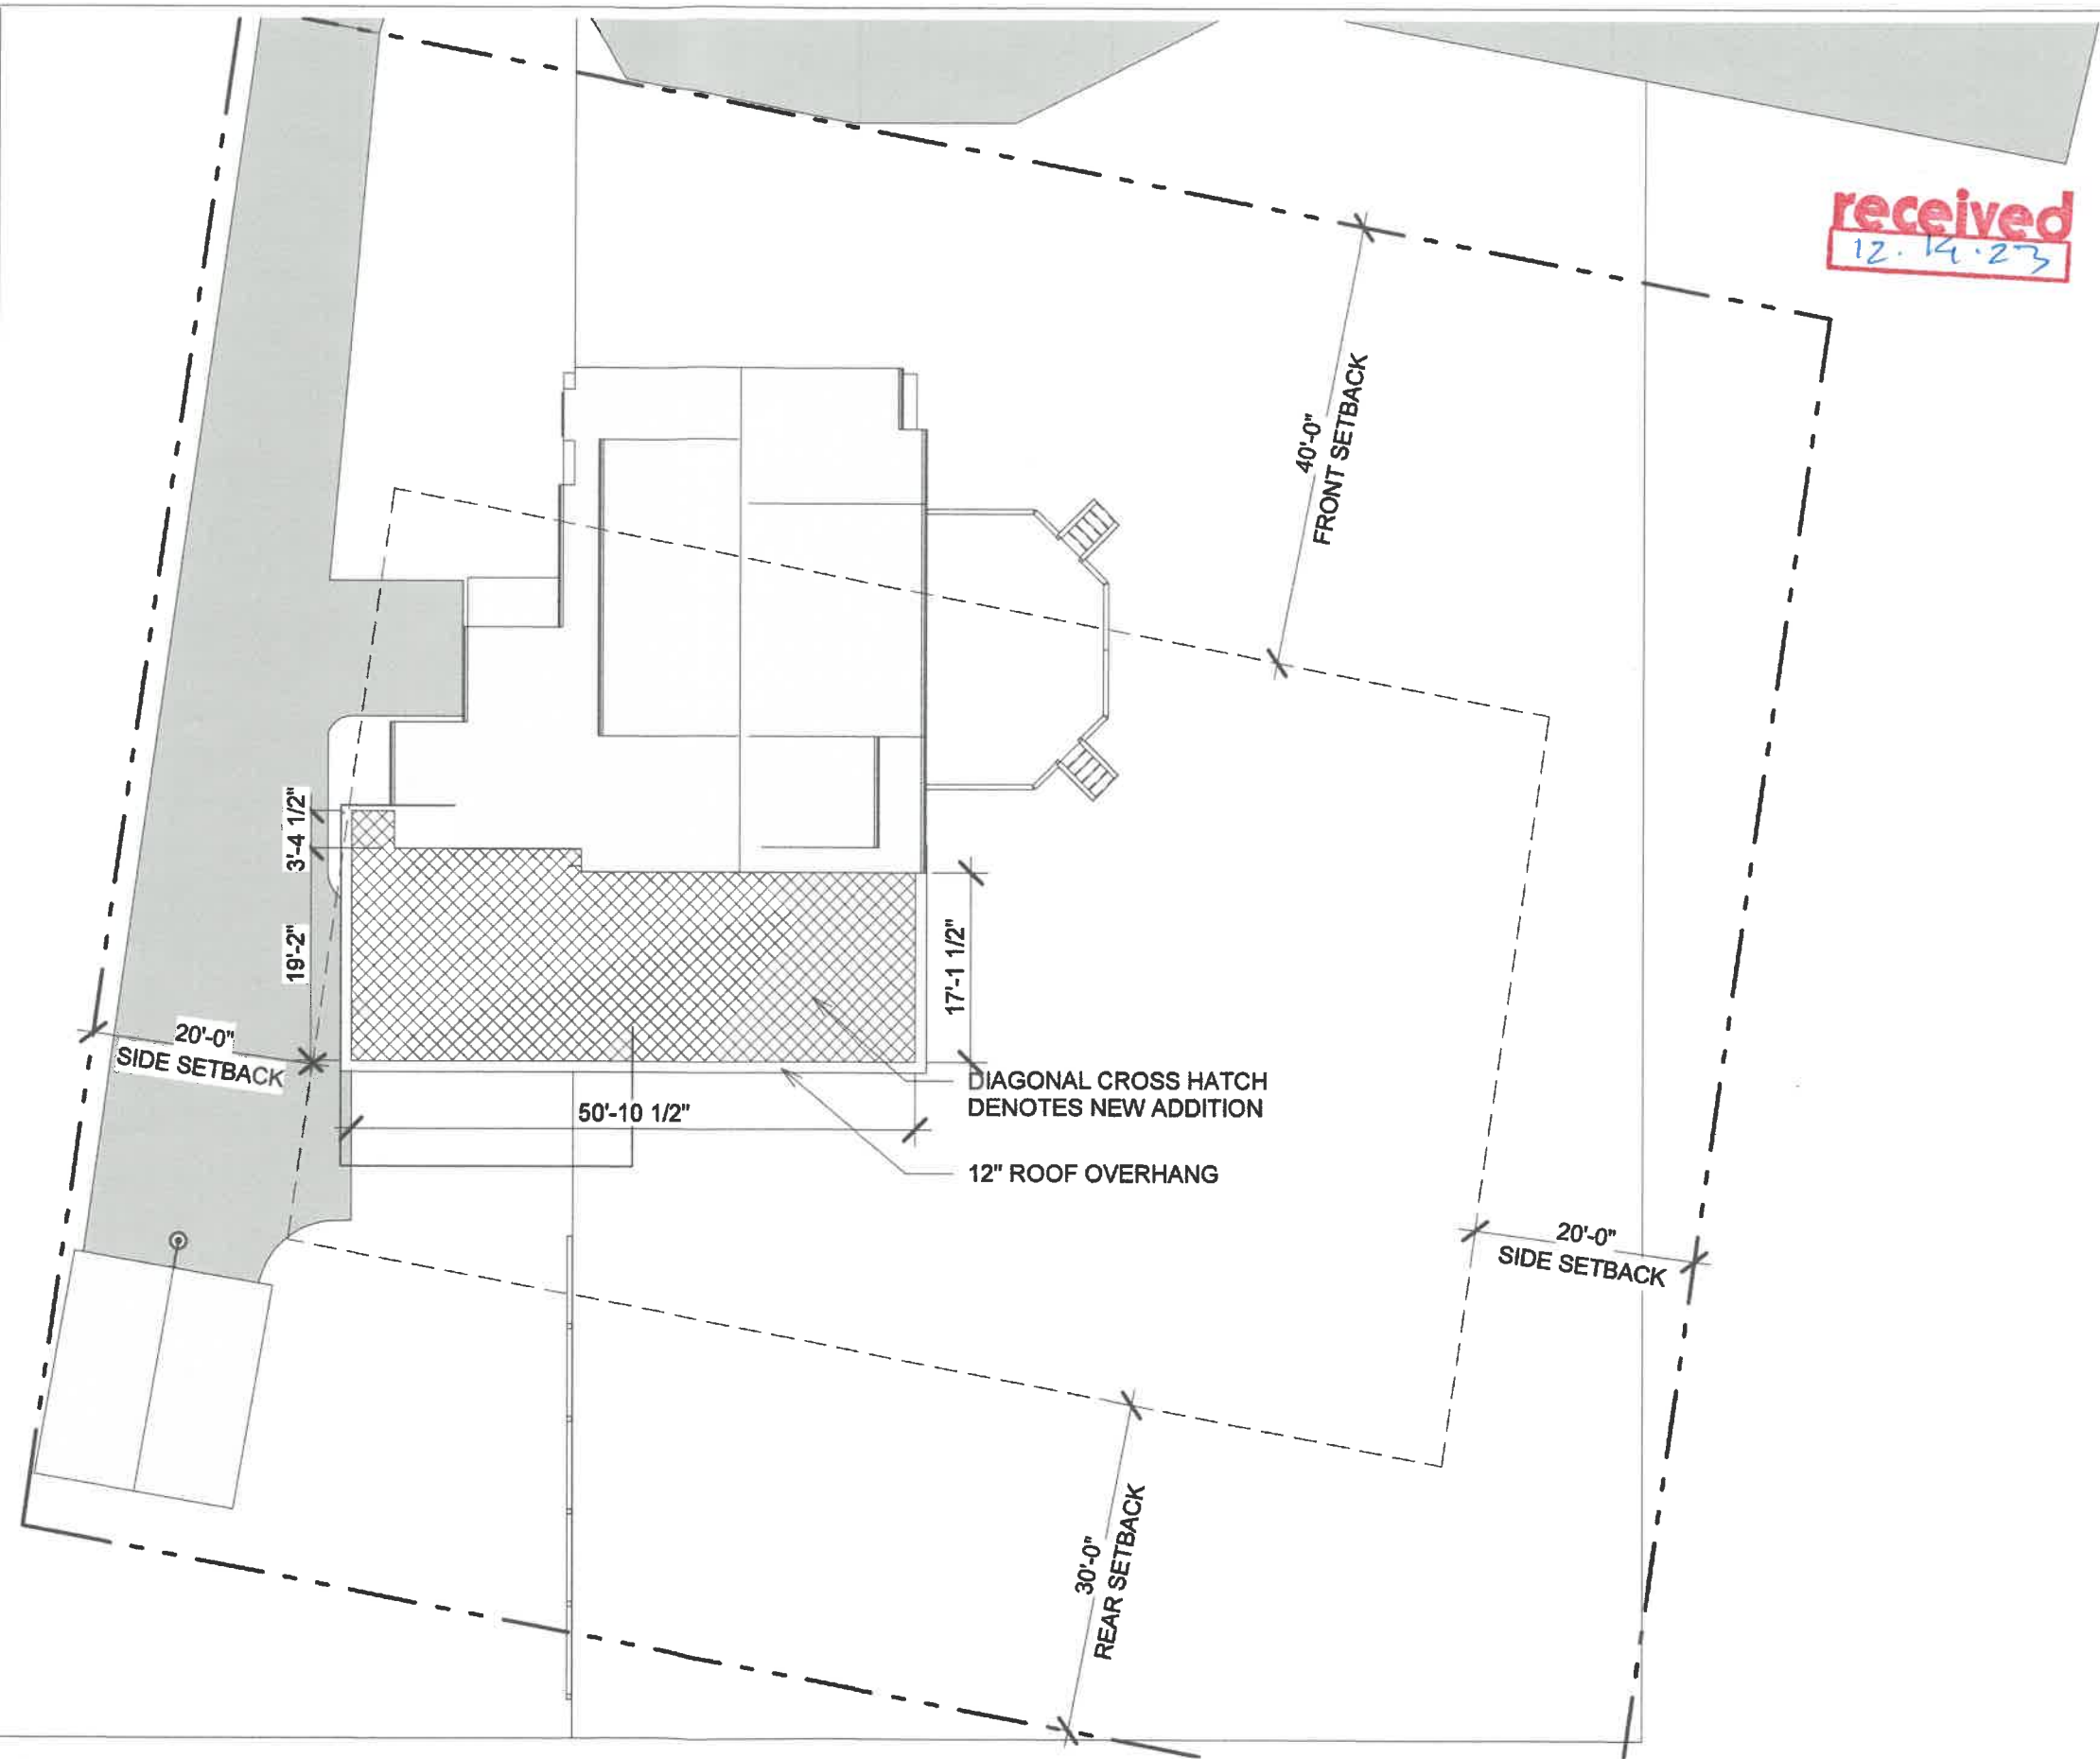 received
12.14.23
40'-0"
FRONT SETBACK
3'-4 1/2"
19'-2"
17'-1 1/2"
20'-0"
SIDE SETBACK
DIAGONAL CROSS HATCH
DENOTES NEW ADDITION
50'-10 1/2"
12" ROOF OVERHANG
20'-0"
SIDE SETBACK
30'-0"
REAR SETBACK